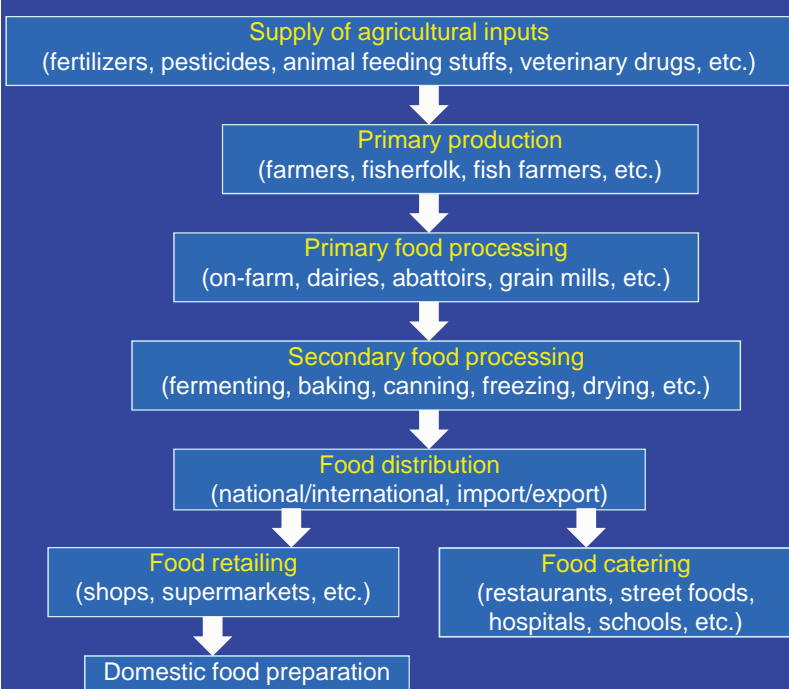 Supply of agricultural inputs
(fertilizers, pesticides, animal feeding stuffs, veterinary drugs, etc.)
Primary production
(farmers, fisherfolk, fish farmers, etc.)
Primary food processing
(on-farm, dairies, abattoirs, grain mills, etc.)
Secondary food processing
(fermenting, baking, canning, freezing, drying, etc.)
Food distribution
(national/international, import/export)
Food retailing
(shops, supermarkets, etc.)
Food catering
(restaurants, street foods,
hospitals, schools, etc.)
Domestic food preparation